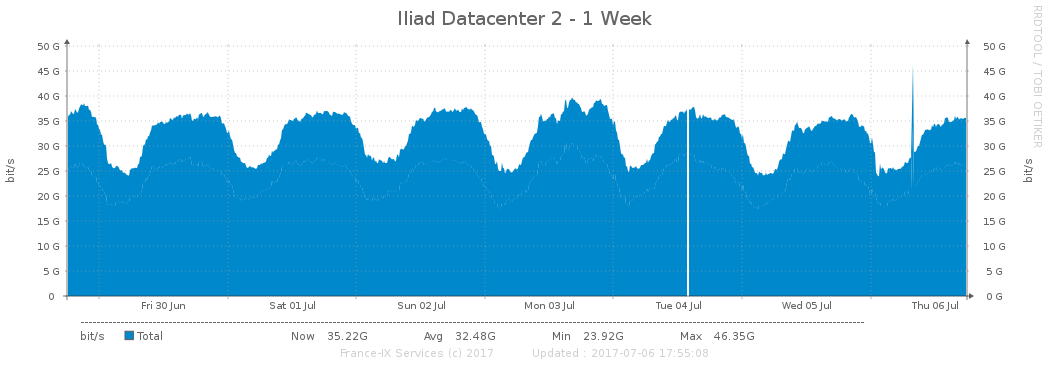 Iliad Datacenter 2 - 1 Week
RRDTOOL / TOBI OETIKER
50 G 50 G
45 G 45 G
40 G 40 G
35 G 35 G
30 G 30 G
25 G 25 G
20 G 20 G
15 G 15 G
10 G 10 G
5 G 5 G
0 0 G
bit/s
bit/s
Fri 30 Jun Sat 01 Jul Sun 02 Jul Mon 03 Jul Tue 04 Jul Wed 05 Jul Thu 06 Jul
bit/s Total Now 35.22G Avg 32.48G Min 23.92G Max 46.35G
France-IX Services (c) 2017 Updated : 2017-07-06 17:55:08